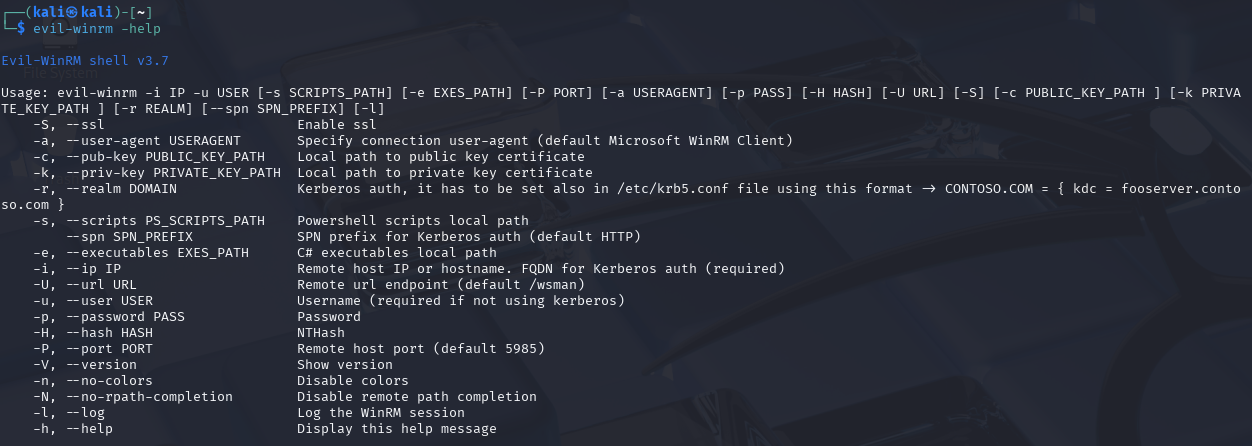 ┌──(kali㉿kali)-[~]
└─$ evil-winrm -help
Evil-WinRM shell v3.7
File System
Usage: evil-winrm -i IP -u USER [-s SCRIPTS_PATH] [-e EXES_PATH] [-P PORT] [-a USERAGENT] [-p PASS] [-H HASH] [-U URL] [-S] [-c PUBLIC_KEY_PATH ] [-k PRIVA
TE_KEY_PATH ] [-r REALM] [--spn SPN_PREFIX] [-l]
    -S, --ssl                        Enable ssl
    -a, --user-agent USERAGENT       Specify connection user-agent (default Microsoft WinRM Client)
    -c, --pub-key PUBLIC_KEY_PATH    Local path to public key certificate
    -k, --priv-key PRIVATE_KEY_PATH  Local path to private key certificate
    -r, --realm DOMAIN               Kerberos auth, it has to be set also in /etc/krb5.conf file using this format -> CONTOSO.COM = { kdc = fooserver.conto
so.com }
    -s, --scripts PS_SCRIPTS_PATH    Powershell scripts local path
        --spn SPN_PREFIX             SPN prefix for Kerberos auth (default HTTP)
    -e, --executables EXES_PATH      C# executables local path
    -i, --ip IP                      Remote host IP or hostname. FQDN for Kerberos auth (required)
    -U, --url URL                    Remote url endpoint (default /wsman)
    -u, --user USER                  Username (required if not using kerberos)
    -p, --password PASS              Password
    -H, --hash HASH                  NTHash
    -P, --port PORT                  Remote host port (default 5985)
    -V, --version                    Show version
    -n, --no-colors                  Disable colors
    -N, --no-rpath-completion        Disable remote path completion
    -l, --log                        Log the WinRM session
    -h, --help                       Display this help message